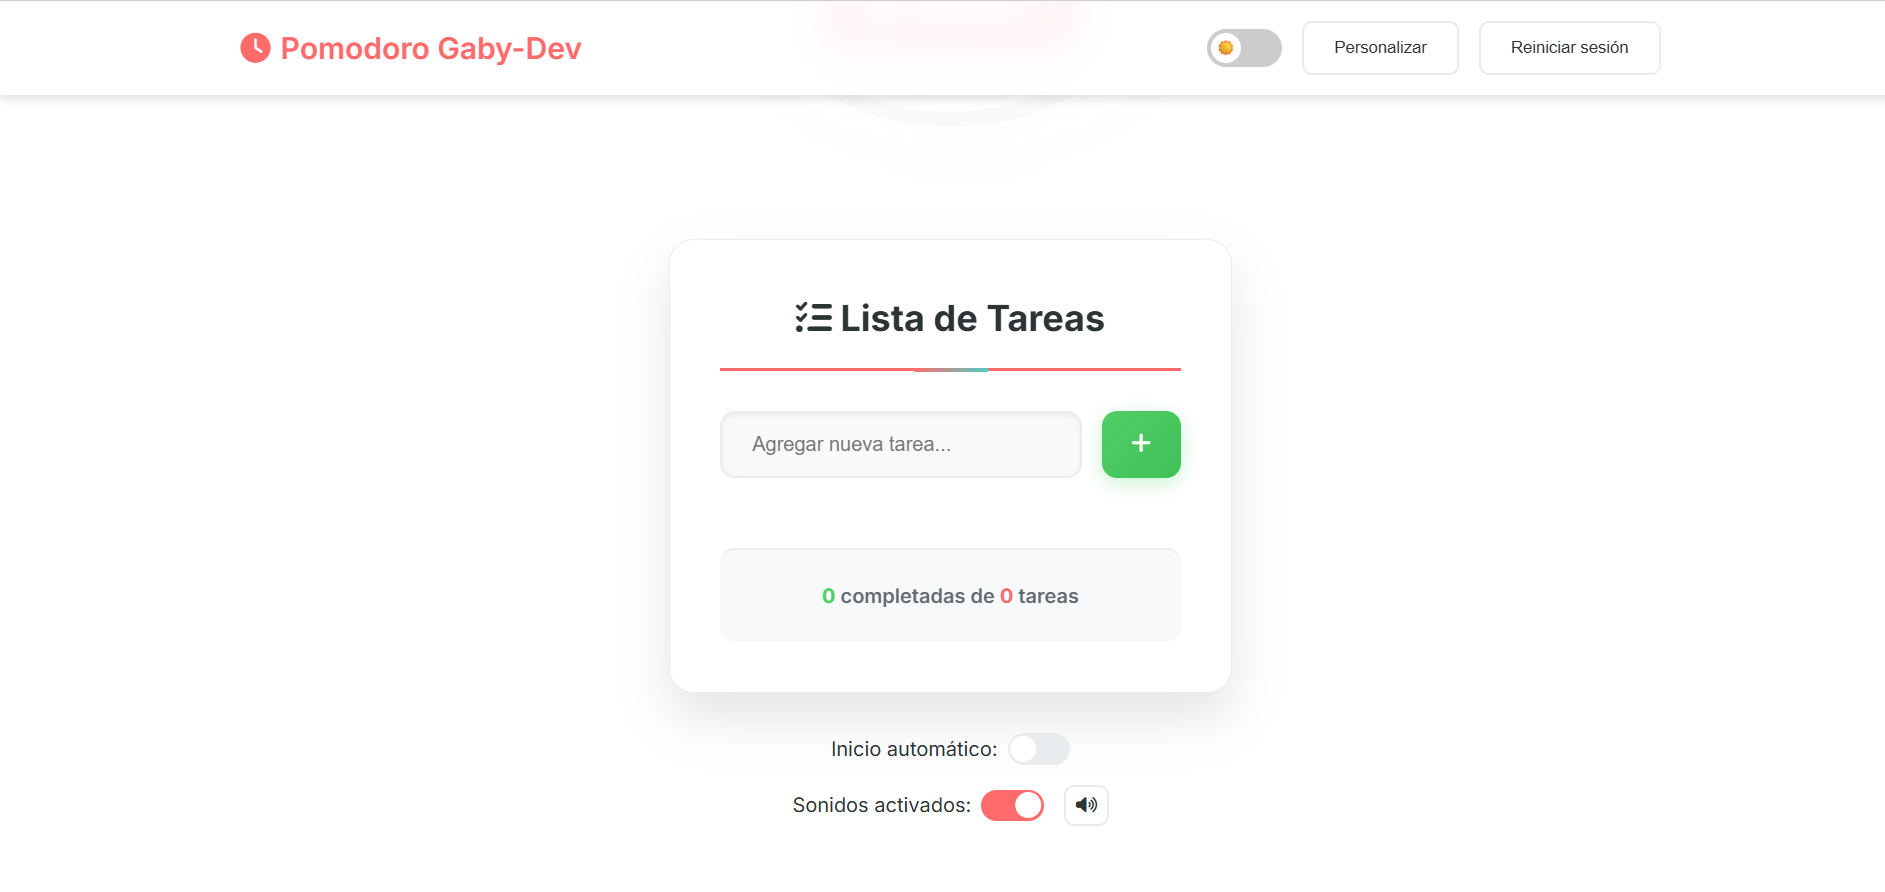 Pomodoro Gaby-Dev
Personalizar
Reiniciar sesión
Lista de Tareas
Agregar nueva tarea...
+
0 completadas de 0 tareas
Inicio automático:
Sonidos activados: